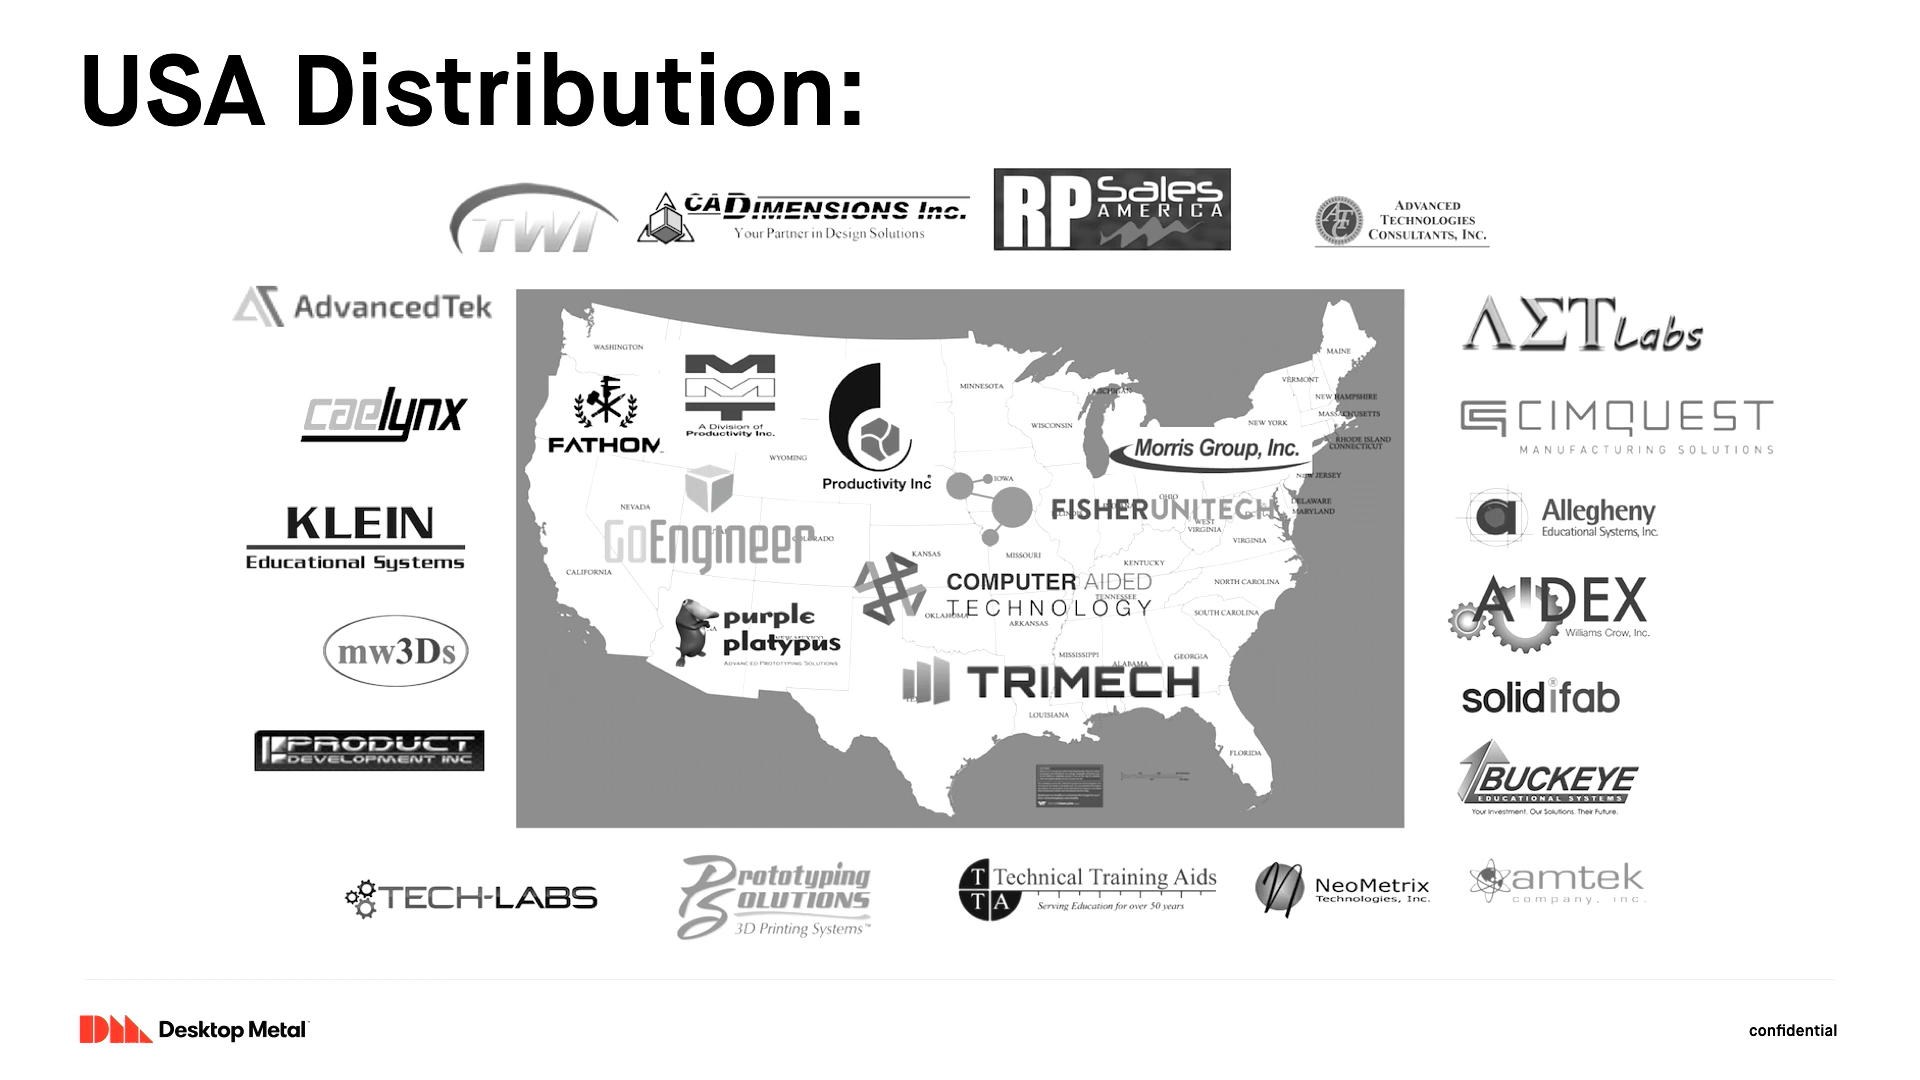 USA Distribution:
TWI
CADIMENSIONS Inc.
Your Partner in Design Solutions
RP Sales
AMERICA
ATC
ADVANCED
TECHNOLOGIES
CONSULTANTS, INC.
AdvancedTek
caelynx
KLEIN
Educational Systems
mw3Ds
PRODUCT
DEVELOPMENT INC
WASHINGTON
MINNESOTA
MICHIGAN
MAINE
VERMONT
NEW HAMPSHIRE
MASSACHUSETTS
NEW YORK
WISCONSIN
RHODE ISLAND
CONNECTICUT
MMT
A Division of
Productivity Inc.
FATHOM
WYOMING
Productivity Inc
Morris Group, Inc.
NEW JERSEY
IOWA
NEVADA
OHIO
DELAWARE
MARYLAND
FISHERUNITECH
WEST
VIRGINIA
GoEngineer
COLORADO
VIRGINIA
KANSAS
MISSOURI
KENTUCKY
CALIFORNIA
COMPUTER AIDED
TECHNOLOGY
NORTH CAROLINA
TENNESSEE
OKLAHOMA
ARKANSAS
SOUTH CAROLINA
purple
platypus
ADVANCED PROTOTYPING SOLUTIONS
NEW MEXICO
MISSISSIPPI
ALABAMA
GEORGIA
TRIMECH
LOUISIANA
FLORIDA
AETLabs
CIMQUEST
MANUFACTURING SOLUTIONS
a
Allegheny
Educational Systems, Inc.
AIDEX
Williams Crow, Inc.
solidifab
BUCKEYE
EDUCATIONAL SYSTEMS
Your Investment. Our Solutions. Their Future.
TECH-LABS
Prototyping
SOLUTIONS
3D Printing Systems™
TTA
Technical Training Aids
Serving Education for over 50 years
N
NeoMetrix
Technologies, Inc.
amtek
company, inc.
DM Desktop Metal
confidential